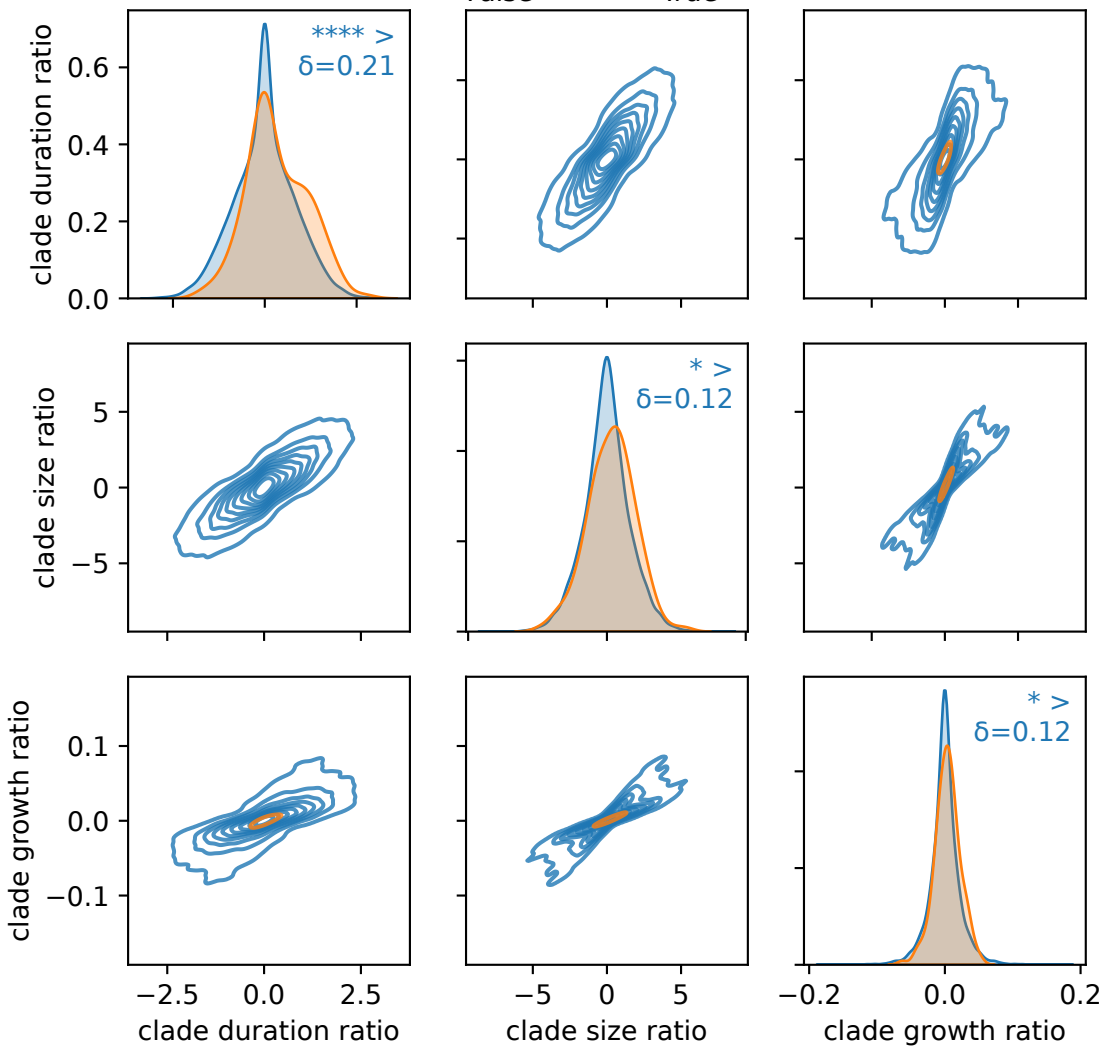 **** >
δ=0.21
clade duration ratio
0.6
0.4
0.2
0.0
* >
δ=0.12
clade size ratio
5
0
−5
* >
δ=0.12
clade growth ratio
0.1
0.0
−0.1
−2.5 0.0 2.5
−5 0 5
−0.2 0.0 0.2
clade duration ratio
clade size ratio
clade growth ratio